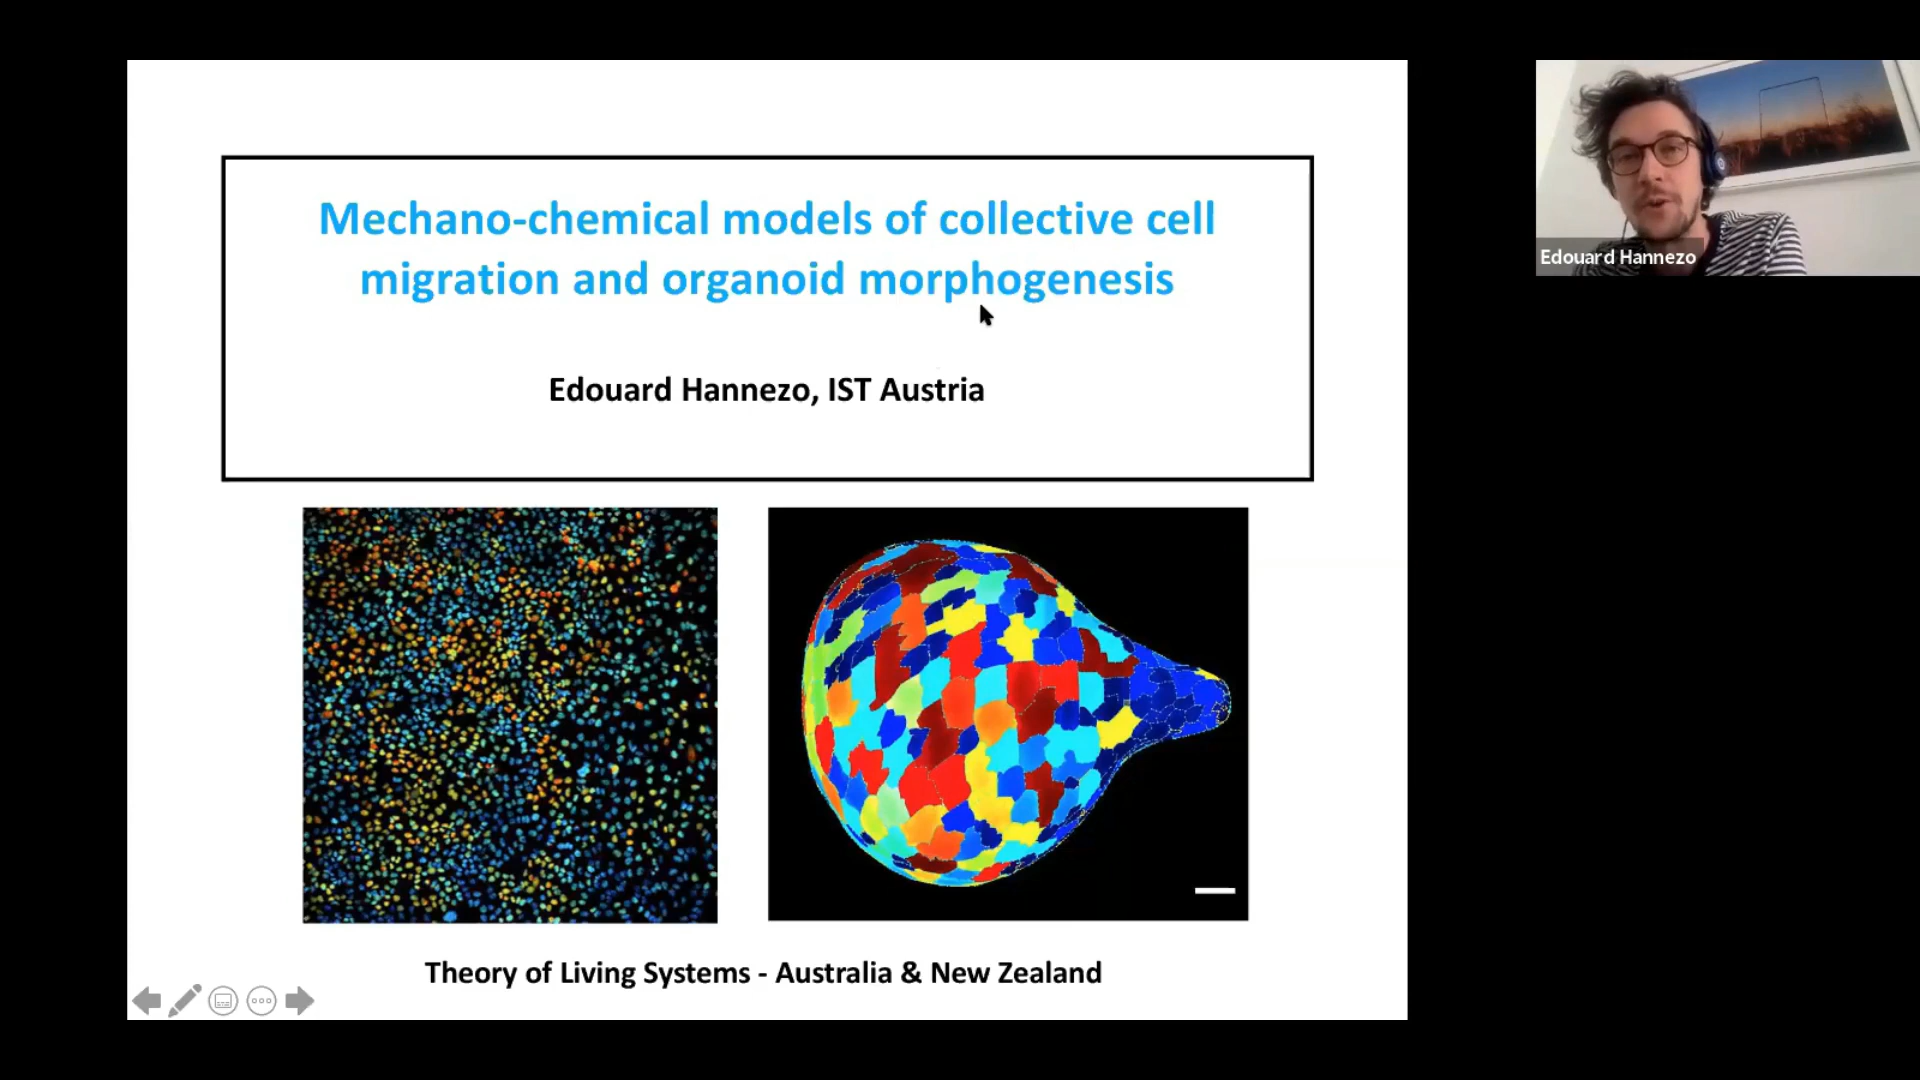 Mechano-chemical models of collective cell
migration and organoid morphogenesis
Edouard Hannezo, IST Austria
Theory of Living Systems - Australia & New Zealand
Edouard Hannezo